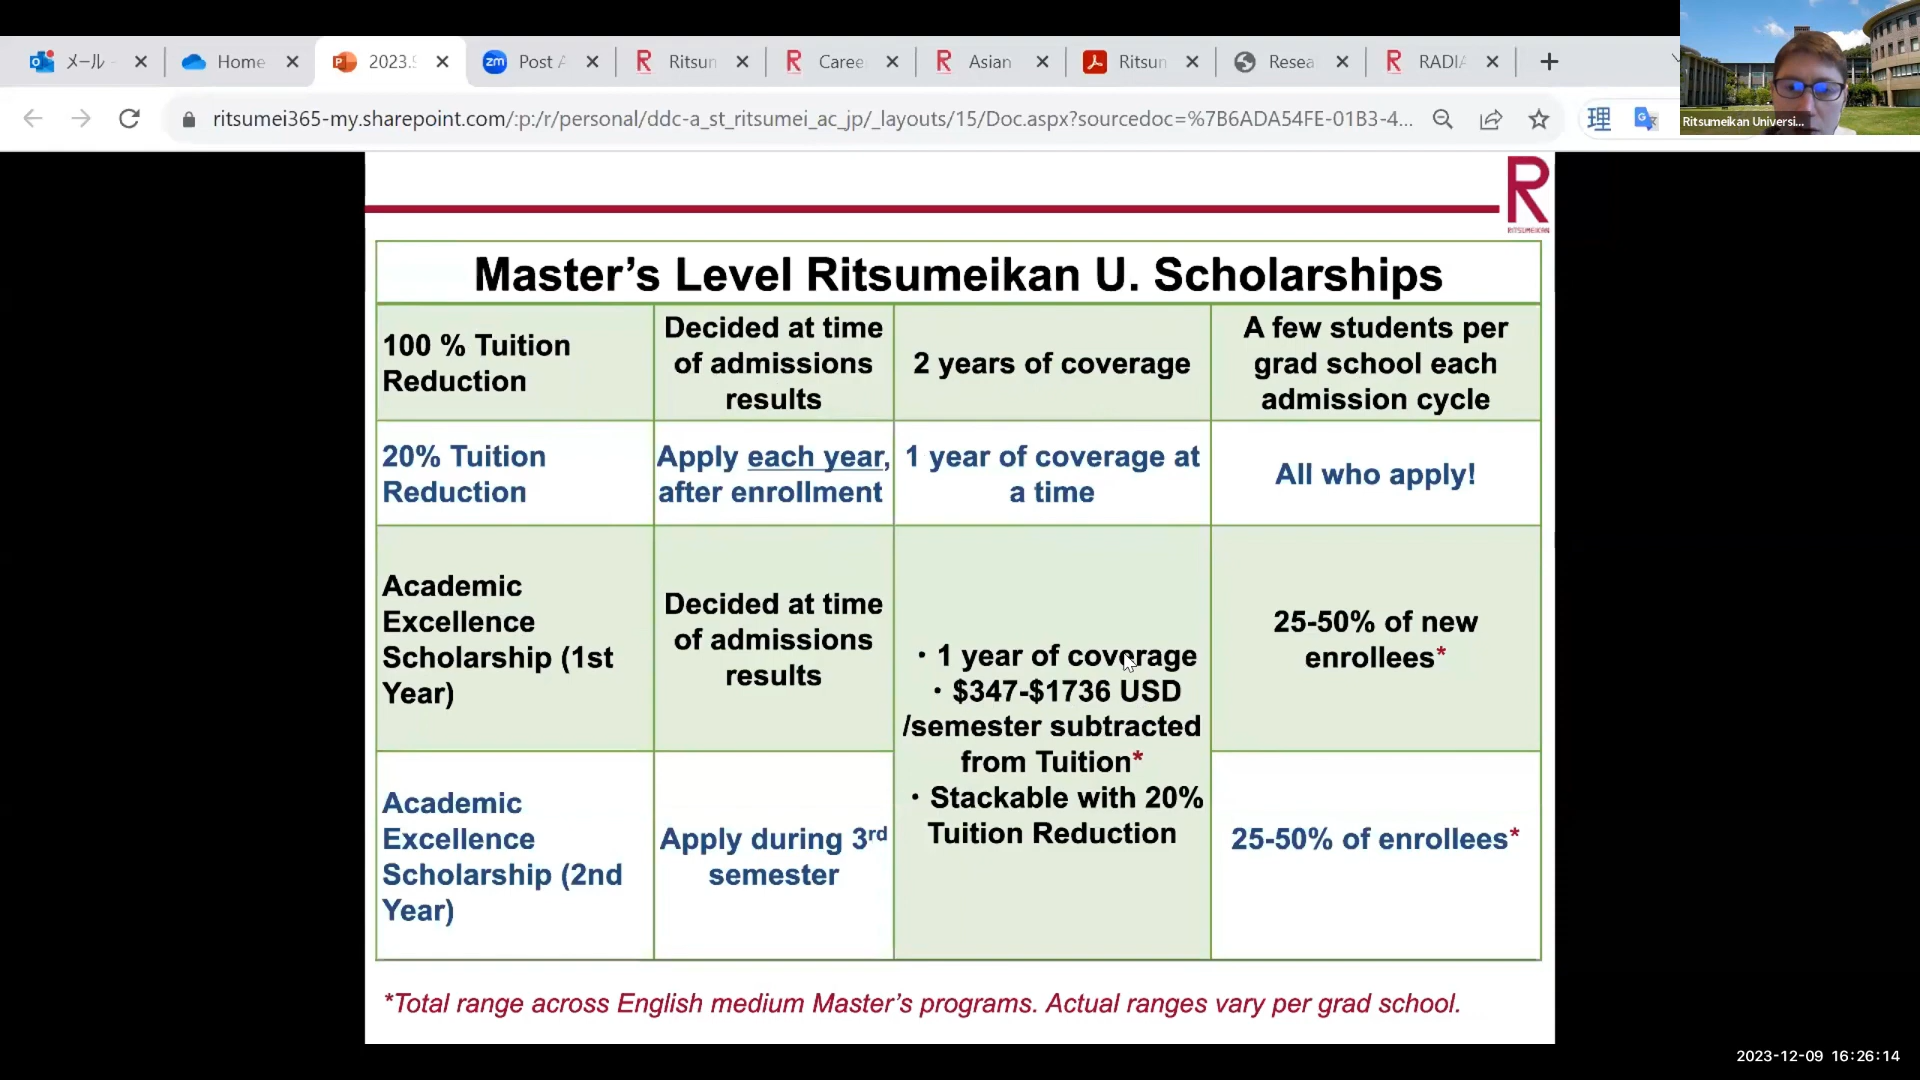 メール
Home
2023.9
Post A
Ritsun
Caree
Asian
Ritsun
Resea
RADIA
ritsumei365-my.sharepoint.com/:p:/r/personal/ddc-a_st_ritsumei_ac_jp/_layouts/15/Doc.aspx?sourcedoc=%7B6ADA54FE-01B3-4...
理
Ritsumeikan Universi...
R
RITSUMEIKAN
Master’s Level Ritsumeikan U. Scholarships
100 % Tuition
Reduction
Decided at time
of admissions
results
2 years of coverage
A few students per
grad school each
admission cycle
20% Tuition
Reduction
Apply each year,
after enrollment
1 year of coverage at
a time
All who apply!
Academic
Excellence
Scholarship (1st
Year)
Decided at time
of admissions
results
・1 year of coverage
・$347-$1736 USD
/semester subtracted
from Tuition*
・Stackable with 20%
Tuition Reduction
25-50% of new
enrollees*
Academic
Excellence
Scholarship (2nd
Year)
Apply during 3rd
semester
25-50% of enrollees*
*Total range across English medium Master’s programs. Actual ranges vary per grad school.
2023-12-09 16:26:14